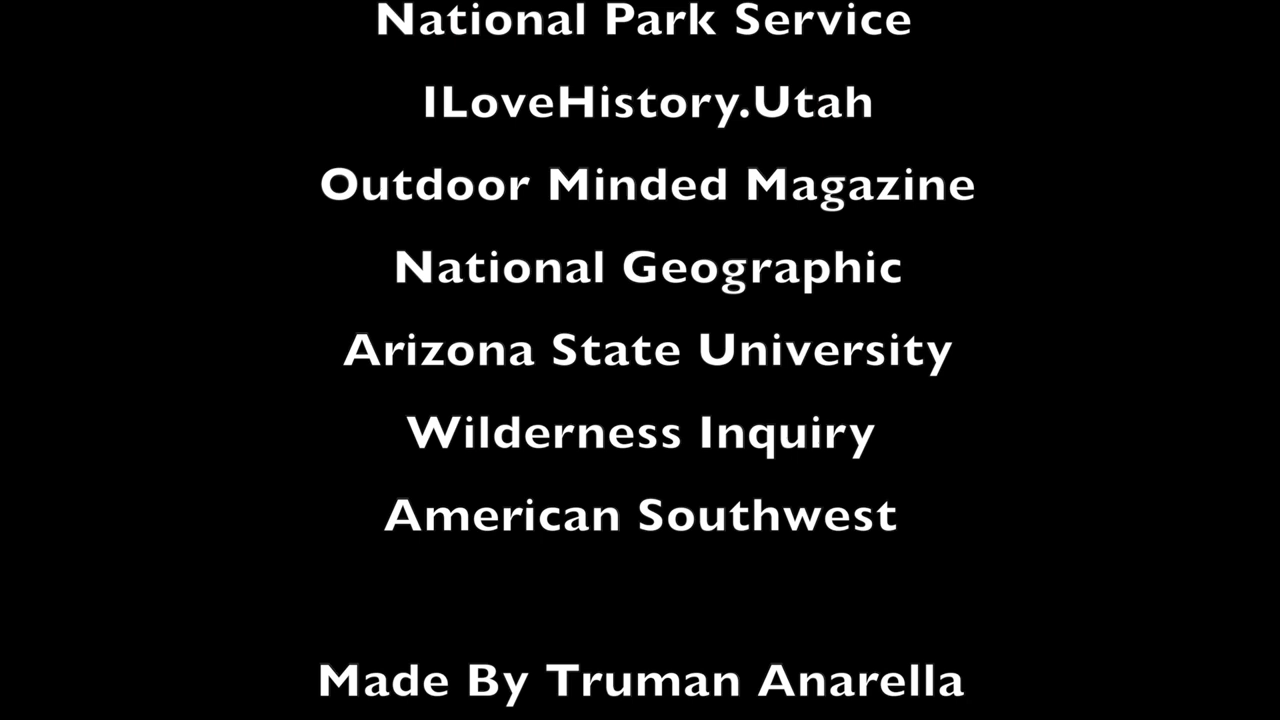 National Park Service
ILoveHistory.Utah
Outdoor Minded Magazine
National Geographic
Arizona State University
Wilderness Inquiry
American Southwest
Made By Truman Anarella